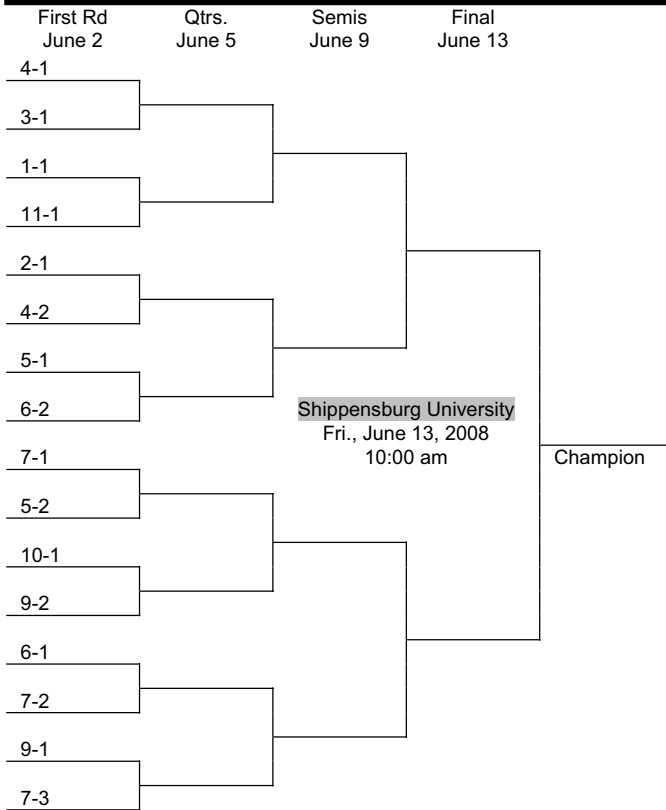 First Rd Qtrs. Semis Final
June 2 June 5 June 9 June 13
4-1
3-1
1-1
11-1
2-1
4-2
5-1
6-2
Shippensburg University
Fri., June 13, 2008
10:00 am
Champion
7-1
5-2
10-1
9-2
6-1
7-2
9-1
7-3